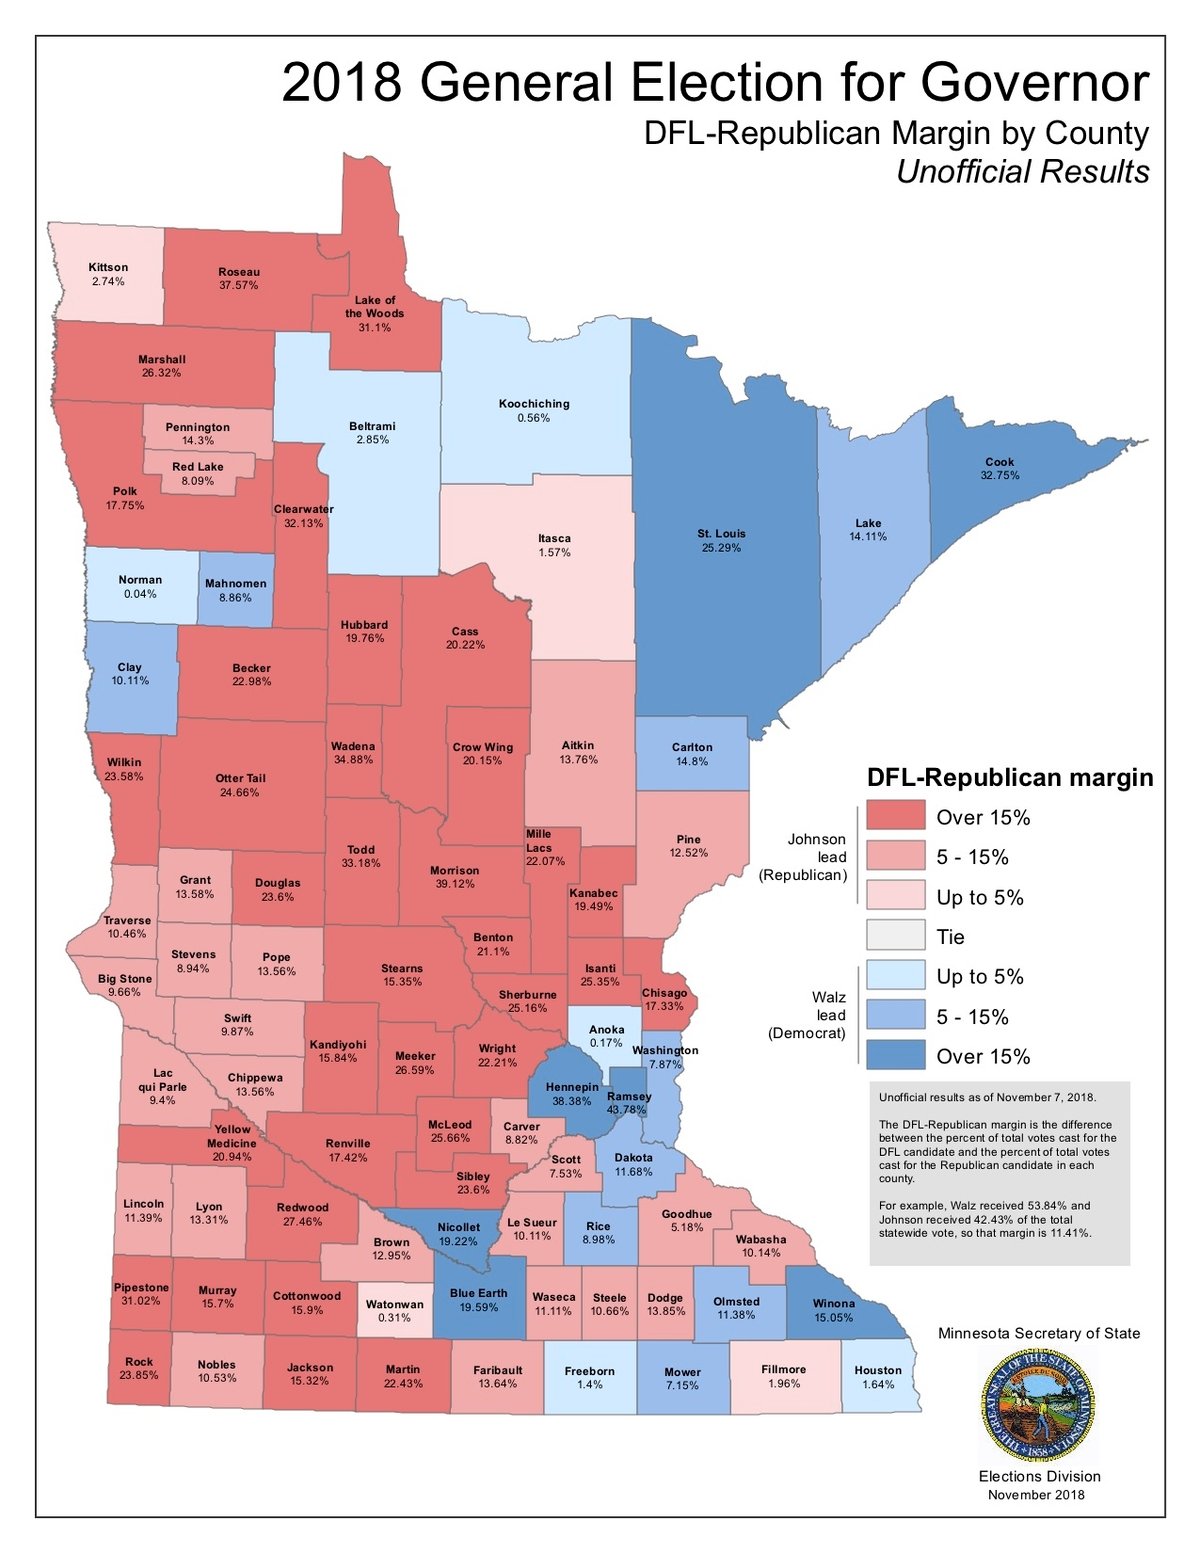 2018 General Election for Governor
DFL-Republican Margin by County
Unofficial Results
Kittson
2.74%
Roseau
37.57%
Lake of
the Woods
31.1%
Marshall
26.32%
Koochiching
0.56%
Beltrami
2.85%
Pennington
14.3%
Red Lake
8.09%
Polk
17.75%
Clearwater
32.13%
Cook
32.75%
Lake
14.11%
St. Louis
25.29%
Itasca
1.57%
Norman
0.04%
Mahnomen
8.86%
Hubbard
19.76%
Cass
20.22%
Clay
10.11%
Becker
22.98%
Wilkin
23.58%
Otter Tail
24.66%
Wadena
34.88%
Crow Wing
20.15%
Aitkin
13.76%
Carlton
14.8%
Todd
33.18%
Morrison
39.12%
Mille
Lacs
22.07%
Pine
12.52%
Kanabec
19.49%
Grant
13.58%
Douglas
23.6%
Traverse
10.46%
Stevens
8.94%
Pope
13.56%
Stearns
15.35%
Benton
21.1%
Isanti
25.35%
Chisago
17.33%
Big Stone
9.66%
Sherburne
25.16%
Swift
9.87%
Kandiyohi
15.84%
Meeker
26.59%
Wright
22.21%
Anoka
0.17%
Washington
7.87%
Lac
qui Parle
9.4%
Chippewa
13.56%
Hennepin
38.38%
Ramsey
43.78%
Yellow
Medicine
20.94%
Renville
17.42%
McLeod
25.66%
Carver
8.82%
Scott
7.53%
Dakota
11.68%
Sibley
23.6%
Lincoln
11.39%
Lyon
13.31%
Redwood
27.46%
Brown
12.95%
Nicollet
19.22%
Le Sueur
10.11%
Rice
8.98%
Goodhue
5.18%
Wabasha
10.14%
Pipestone
31.02%
Murray
15.7%
Cottonwood
15.9%
Watonwan
0.31%
Blue Earth
19.59%
Waseca
11.11%
Steele
10.66%
Dodge
13.85%
Olmsted
11.38%
Winona
15.05%
Rock
23.85%
Nobles
10.53%
Jackson
15.32%
Martin
22.43%
Faribault
13.64%
Freeborn
1.4%
Mower
7.15%
Fillmore
1.96%
Houston
1.64%
DFL-Republican margin
Johnson
lead
(Republican)
Over 15%
5 - 15%
Up to 5%
Tie
Walz
lead
(Democrat)
Up to 5%
5 - 15%
Over 15%
Unofficial results as of November 7, 2018.
The DFL-Republican margin is the difference
between the percent of total votes cast for the
DFL candidate and the percent of total votes
cast for the Republican candidate in each
county.
For example, Walz received 53.84% and
Johnson received 42.43% of the total
statewide vote, so that margin is 11.41%.
Minnesota Secretary of State
THE GREAT SEAL OF THE STATE OF MINNESOTA
1858
Elections Division
November 2018